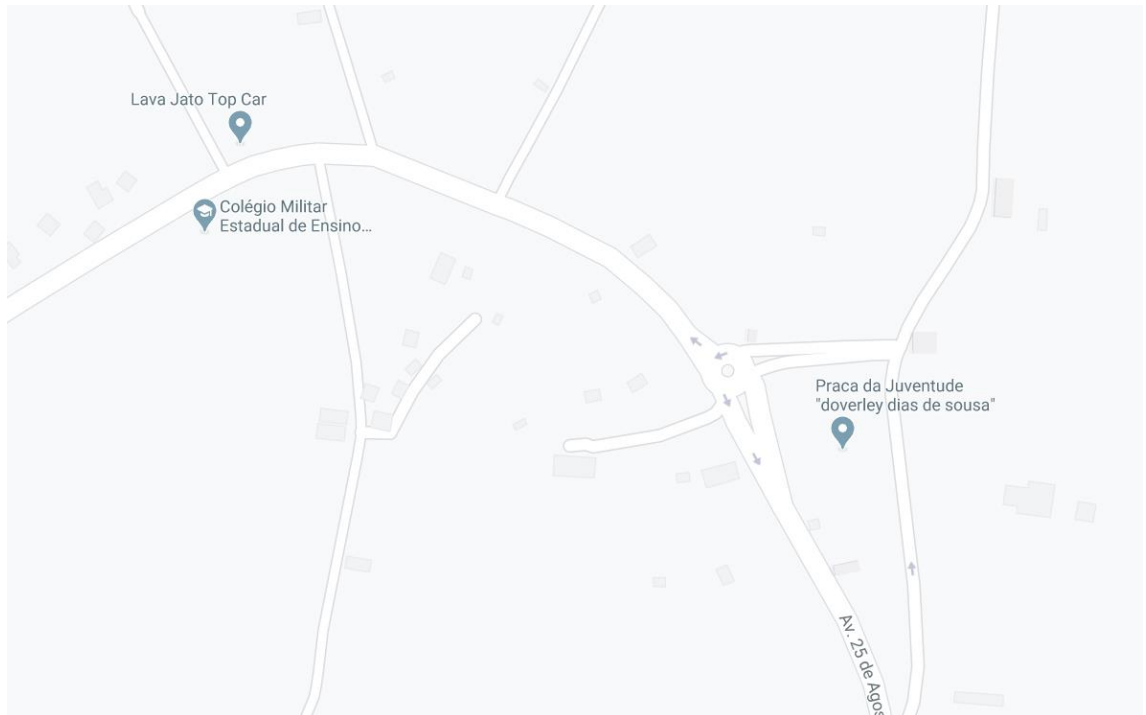 Lava Jato Top Car
Colégio Militar
Estadual de Ensino...
Praca da Juventude
"doverley dias de sousa"
Av. 25 de Agos